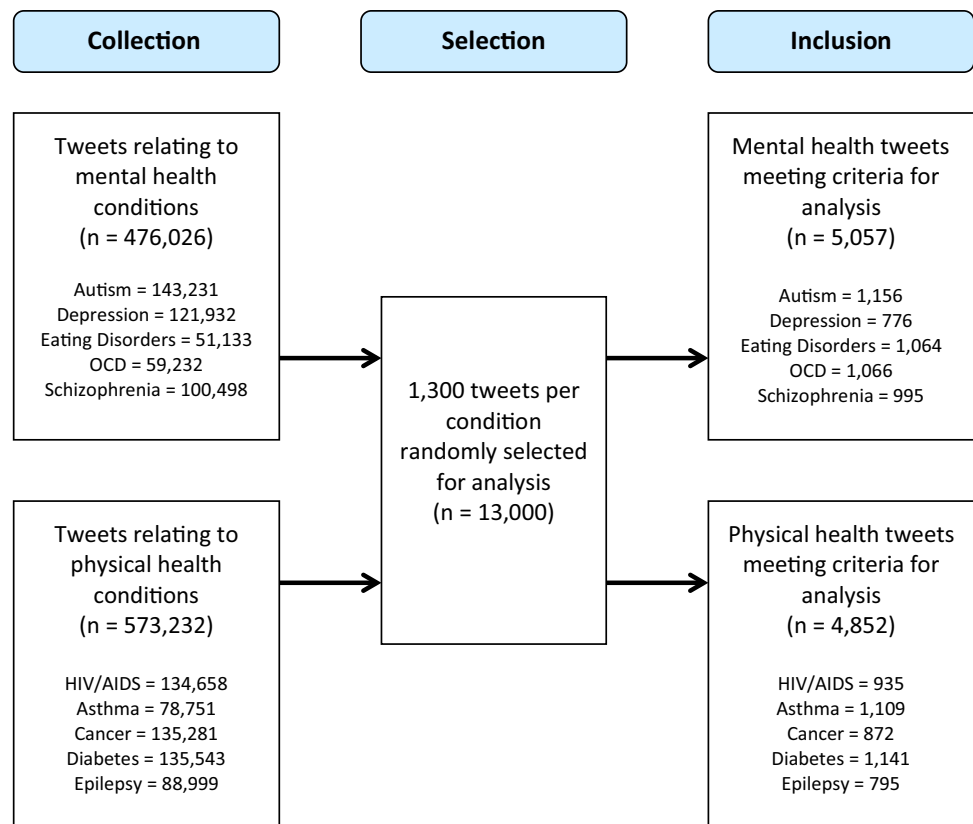 Collection
Selection
Inclusion
Tweets relating to
mental health
conditions
(n = 476,026)
Autism = 143,231
Depression = 121,932
Eating Disorders = 51,133
OCD = 59,232
Schizophrenia = 100,498
Tweets relating to
physical health
conditions
(n = 573,232)
HIV/AIDS = 134,658
Asthma = 78,751
Cancer = 135,281
Diabetes = 135,543
Epilepsy = 88,999
1,300 tweets per
condition
randomly selected
for analysis
(n = 13,000)
Mental health tweets
meeting criteria for
analysis
(n = 5,057)
Autism = 1,156
Depression = 776
Eating Disorders = 1,064
OCD = 1,066
Schizophrenia = 995
Physical health tweets
meeting criteria for
analysis
(n = 4,852)
HIV/AIDS = 935
Asthma = 1,109
Cancer = 872
Diabetes = 1,141
Epilepsy = 795